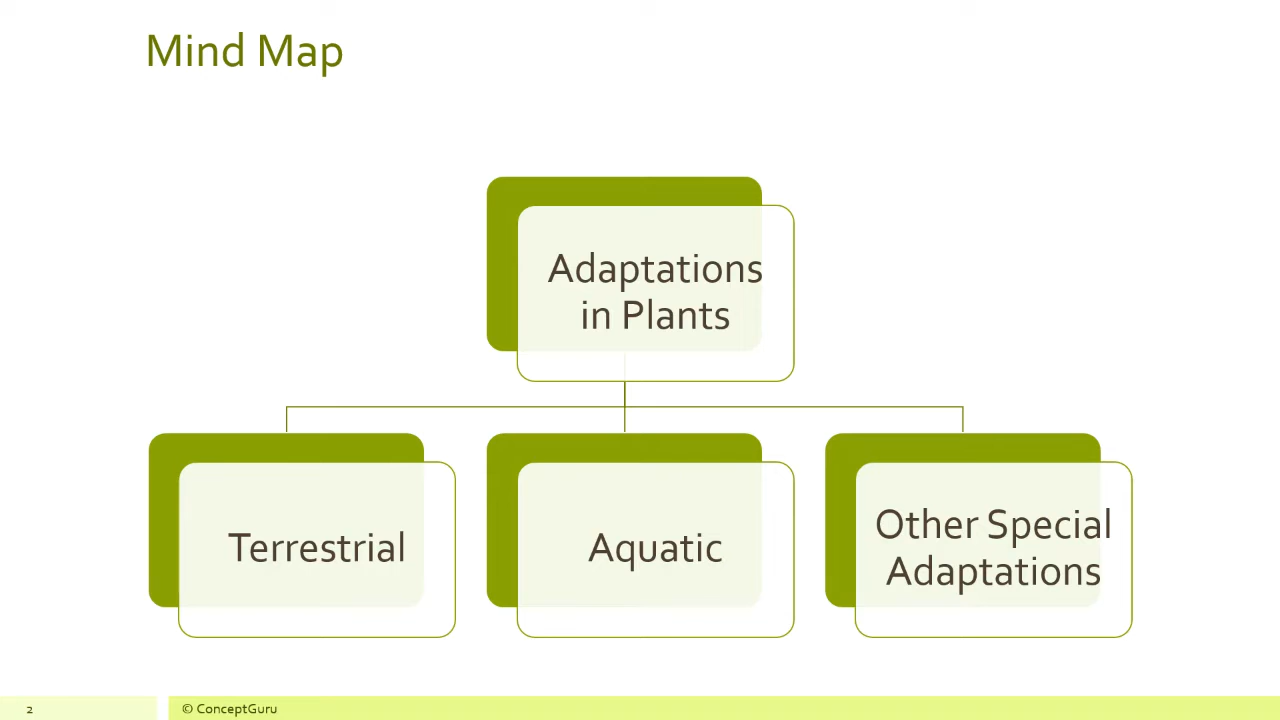 Mind Map
Adaptations
in Plants
Terrestrial
Aquatic
Other Special
Adaptations
2
© ConceptGuru